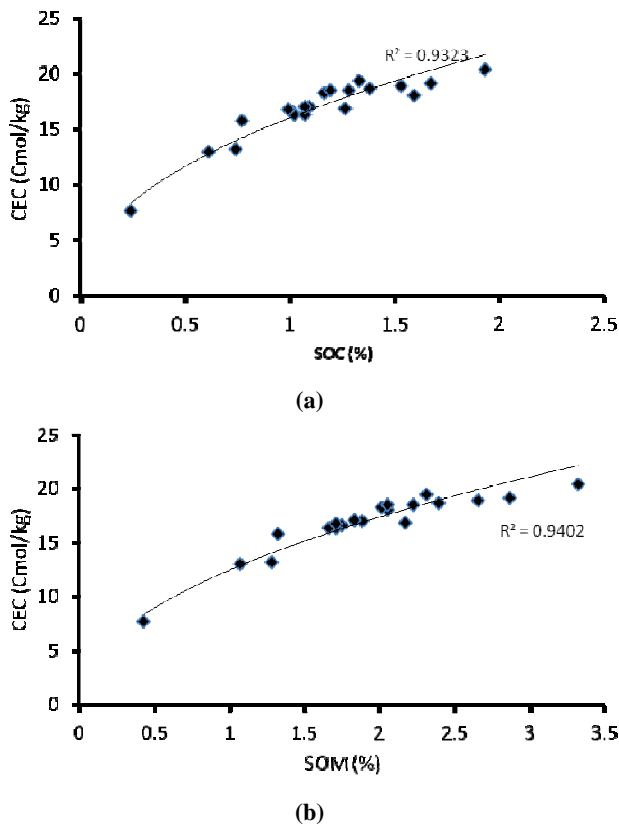 25
R² = 0.9323
20
15
10
5
0
CEC (Cmol/kg)
0 0.5 1 1.5 2 2.5
SOC (%)
(a)
25
20
15
10
5
0
CEC (Cmol/kg)
R² = 0.9402
0 0.5 1 1.5 2 2.5 3 3.5
SOM (%)
(b)